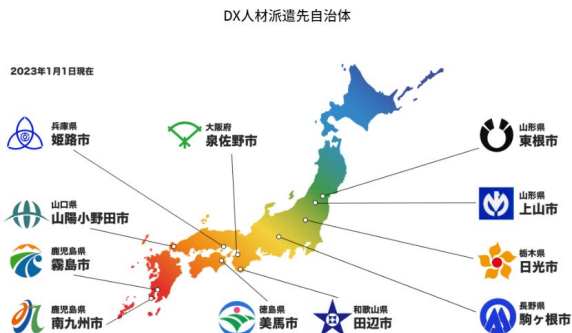 DX人材派遣先自治体
2023年1月1日現在
兵庫県
姫路市
大阪府
泉佐野市
山形県
東根市
山口県
山陽小野田市
山形県
上山市
鹿児島県
霧島市
栃木県
日光市
鹿児島県
南九州市
徳島県
美馬市
和歌山県
田辺市
長野県
駒ヶ根市